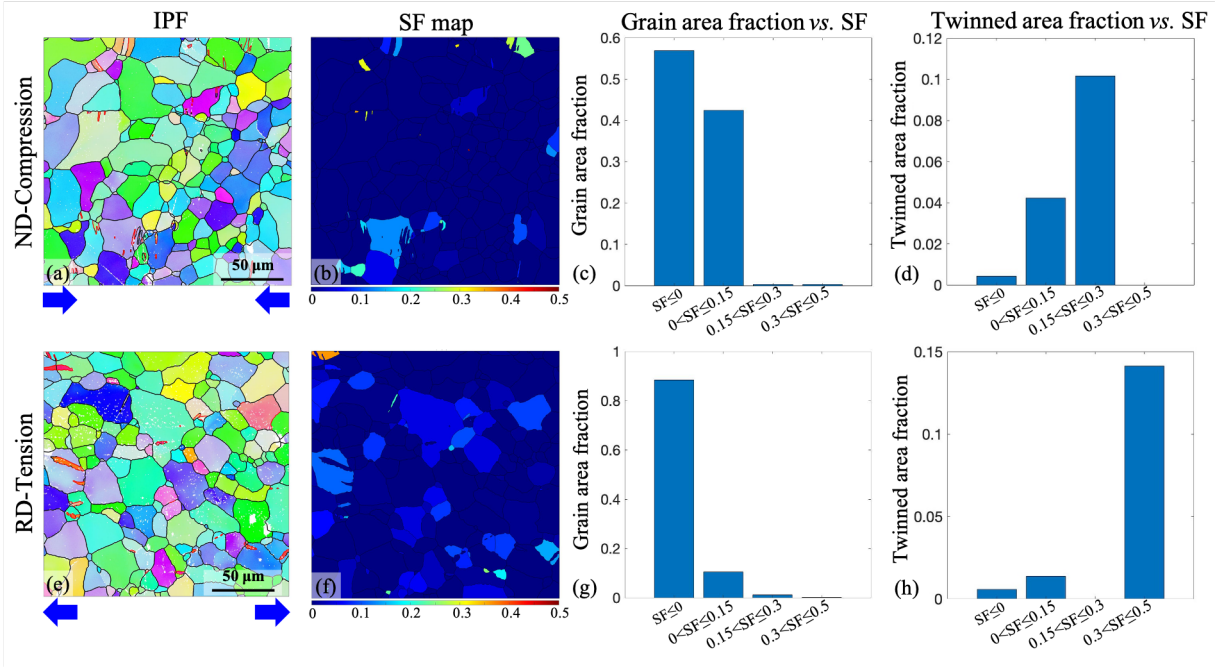 IPF
SF map
Grain area fraction vs. SF
Twinned area fraction vs. SF
ND-Compression
(a)
50 µm
(b)
0
0.1
0.2
0.3
0.4
0.5
Grain area fraction
0.6
0.5
0.4
0.3
0.2
0.1
0
(c)
SF≤0
0<SF≤0.15
0.15<SF≤0.3
0.3<SF≤0.5
Twinned area fraction
0.12
0.1
0.08
0.06
0.04
0.02
0
(d)
SF≤0
0<SF≤0.15
0.15<SF≤0.3
0.3<SF≤0.5
RD-Tension
(e)
50 µm
(f)
0
0.1
0.2
0.3
0.4
0.5
Grain area fraction
1
0.8
0.6
0.4
0.2
0
(g)
SF≤0
0<SF≤0.15
0.15<SF≤0.3
0.3<SF≤0.5
Twinned area fraction
0.15
0.1
0.05
0
(h)
SF≤0
0<SF≤0.15
0.15<SF≤0.3
0.3<SF≤0.5